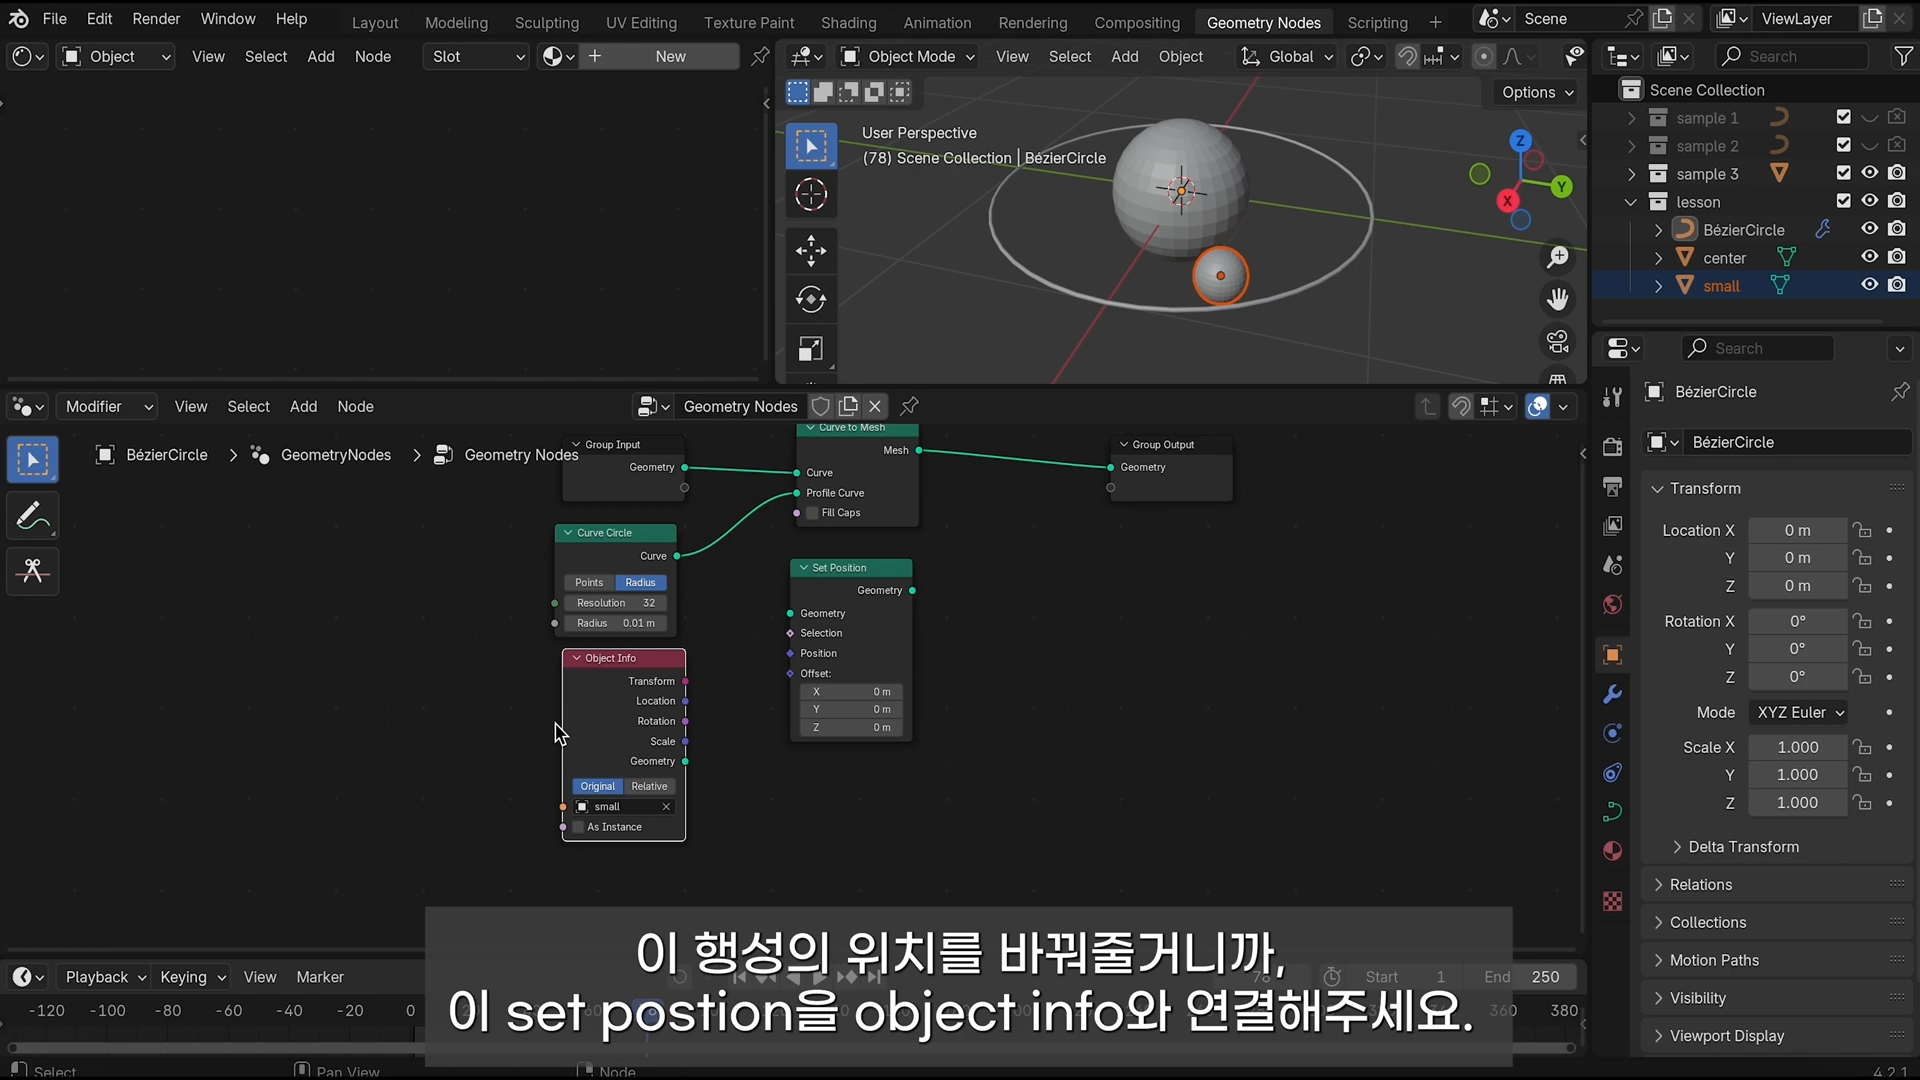 File Edit Render Window Help Layout Modeling Sculpting UV Editing Texture Paint Shading Animation Rendering Compositing Geometry Nodes Scripting + Scene ViewLayer
Object View Select Add Node Slot New
Object Mode View Select Add Object Global
Search
Options
User Perspective
(78) Scene Collection | BézierCircle
Z
Y
X
Scene Collection
sample 1
sample 2
sample 3
lesson
BézierCircle
center
small
Search
BézierCircle
BézierCircle
Transform
Location X 0 m
Y 0 m
Z 0 m
Rotation X 0°
Y 0°
Z 0°
Mode XYZ Euler
Scale X 1.000
Y 1.000
Z 1.000
Delta Transform
Relations
Collections
Motion Paths
Visibility
Viewport Display
Modifier View Select Add Node Geometry Nodes
BézierCircle > GeometryNodes > Geometry Nodes
Group Input
Geometry
Curve to Mesh
Mesh
Curve
Profile Curve
Fill Caps
Group Output
Geometry
Curve Circle
Curve
Points Radius
Resolution 32
Radius 0.01 m
Set Position
Geometry
Geometry
Selection
Position
Offset:
X 0 m
Y 0 m
Z 0 m
Object Info
Transform
Location
Rotation
Scale
Geometry
Original Relative
small
As Instance
이 행성의 위치를 바꿔줄거니까,
이 set postion을 object info와 연결해주세요.
Playback Keying View Marker 78 Start 1 End 250
-120 -100 -80 -60 -40 -20 0 360 380
Select Pan View Node 4.2.1